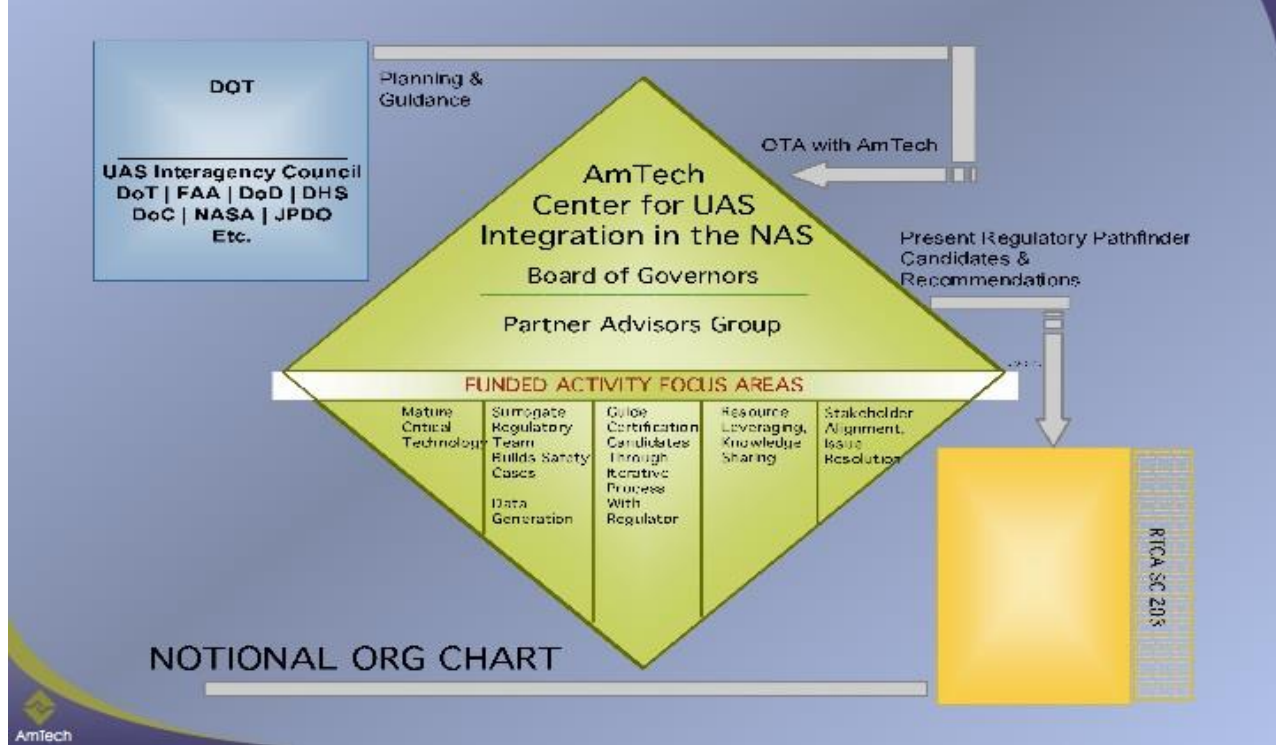 DOT
UAS Interagency Council
DoT | FAA | DoD | DHS
DoC | NASA | JPDO
Etc.
Planning &
Guidance
OTA with AmTech
AmTech
Center for UAS
Integration in the NAS
Board of Governors
Partner Advisors Group
Present Regulatory Pathfinder
Candidates &
Recommendations
FUNDED ACTIVITY FOCUS AREAS
Mature
Critical
Technology
Surrogate
Regulatory
Team
Builds Safety
Cases
Data
Generation
Guide
Certification
Candidates
Through
Iterative
Process
With
Regulator
Resource
Leveraging,
Knowledge
Sharing
Stakeholder
Alignment,
Issue
Resolution
RTCA SC 203
NOTIONAL ORG CHART
AmTech